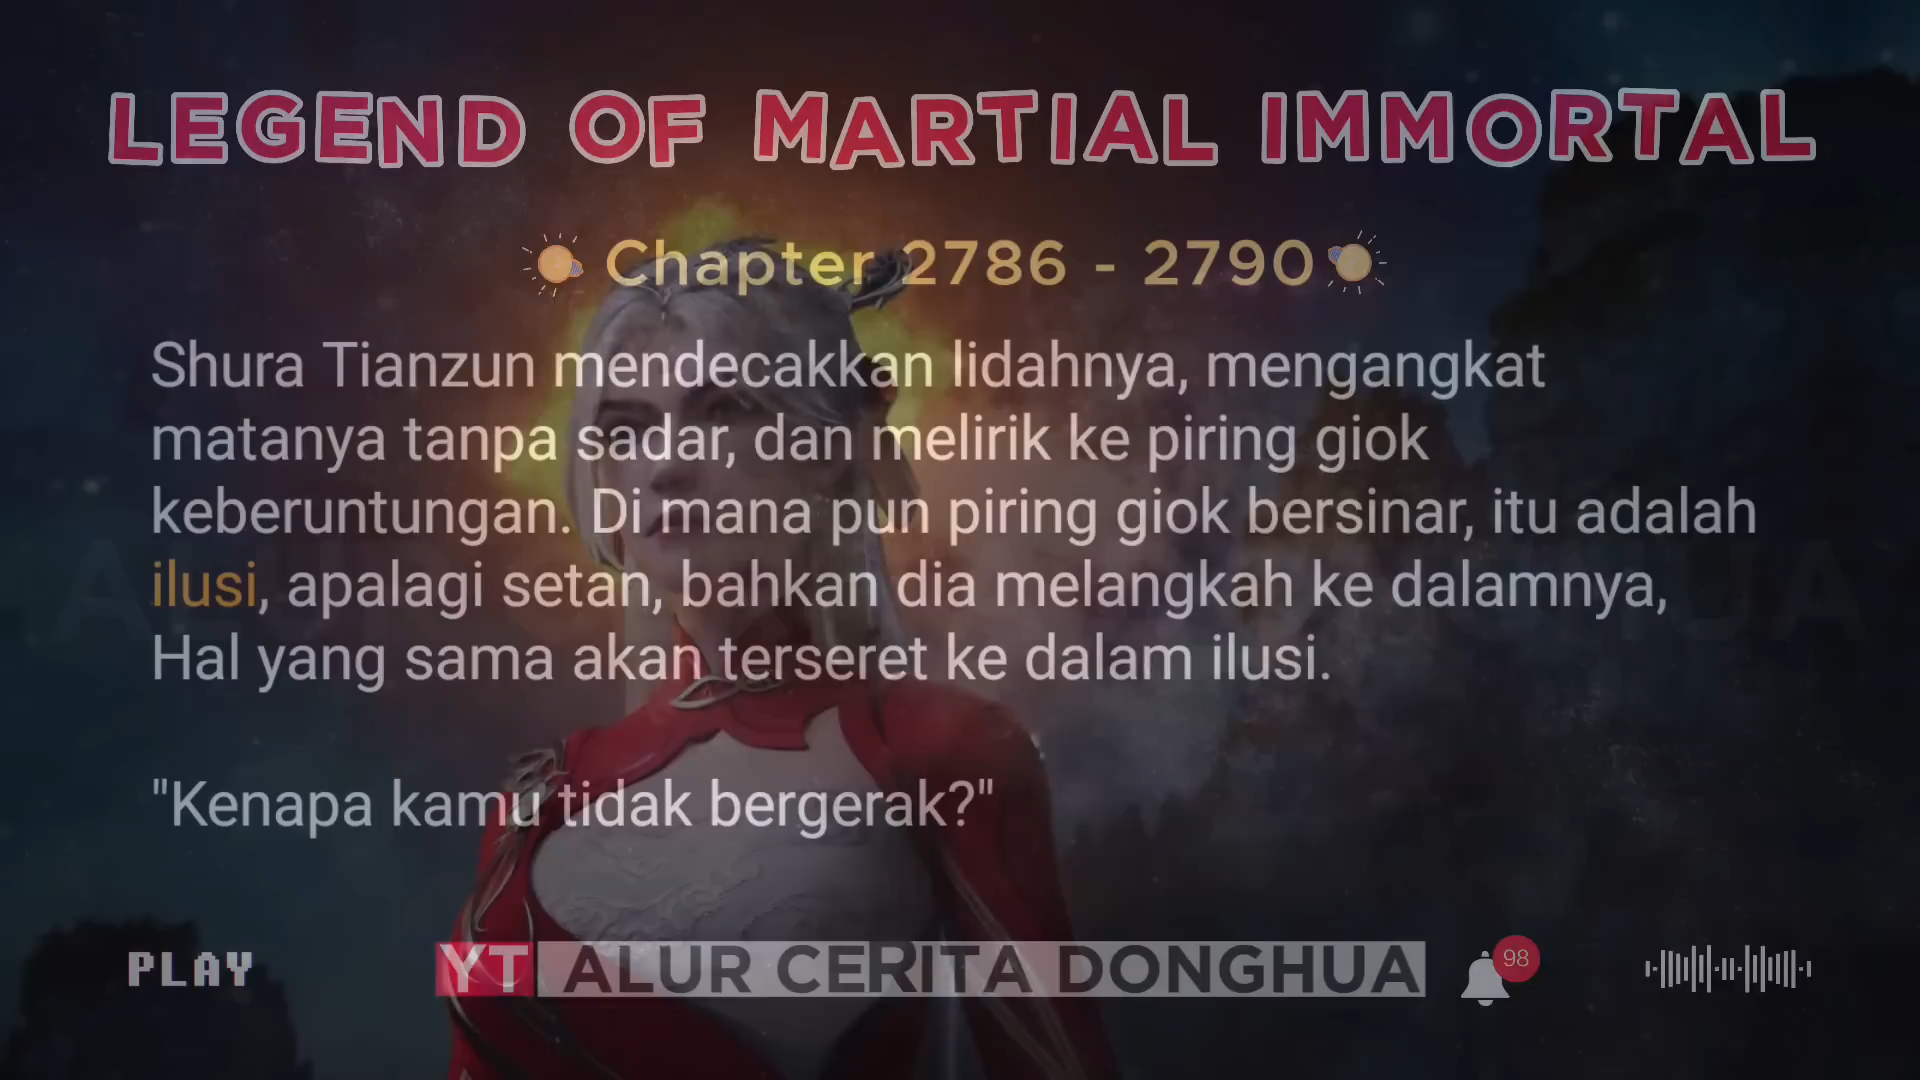 LEGEND OF MARTIAL IMMORTAL
Chapter 2786 - 2790
Shura Tianzun mendecakkan lidahnya, mengangkat
matanya tanpa sadar, dan melirik ke piring giok
keberuntungan. Di mana pun piring giok bersinar, itu adalah
ilusi, apalagi setan, bahkan dia melangkah ke dalamnya,
Hal yang sama akan terseret ke dalam ilusi.
"Kenapa kamu tidak bergerak?"
PLAY
YT ALUR CERITA DONGHUA
98